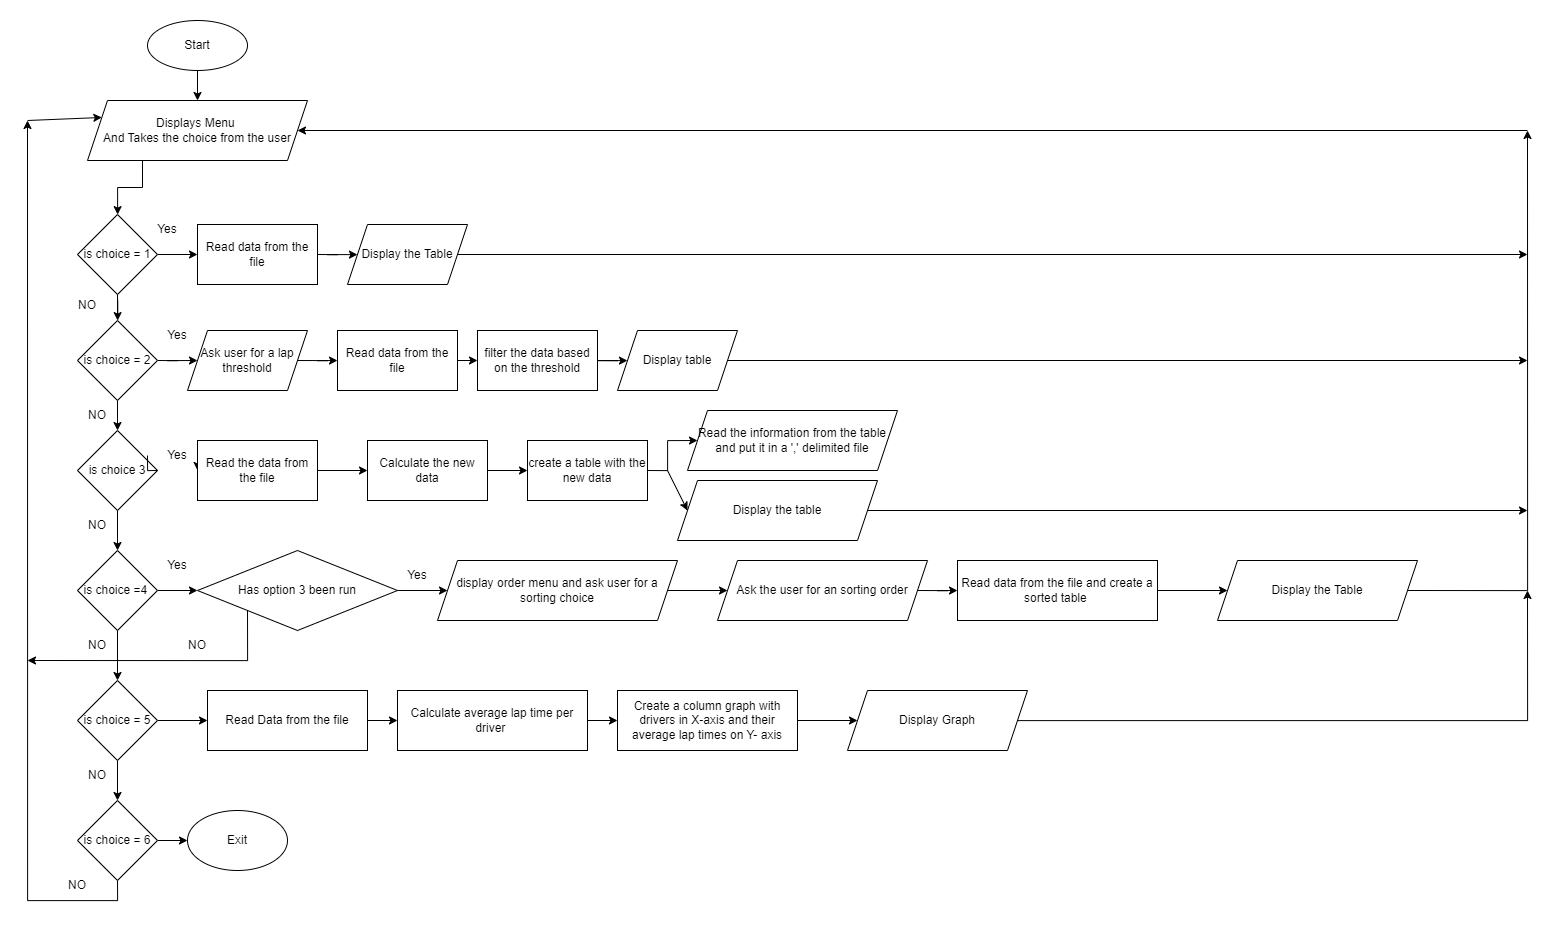 Start
Displays Menu
And Takes the choice from the user
Yes
is choice = 1
Read data from the
file
Display the Table
NO
Yes
is choice = 2
Ask user for a lap
threshold
Read data from the
file
filter the data based
on the threshold
Display table
NO
Yes
is choice 3
Read the data from
the file
Calculate the new
data
create a table with the
new data
Read the information from the table
and put it in a ',' delimited file
Display the table
NO
Yes
is choice =4
Has option 3 been run
Yes
display order menu and ask user for a
sorting choice
Ask the user for an sorting order
Read data from the file and create a
sorted table
Display the Table
NO
NO
is choice = 5
Read Data from the file
Calculate average lap time per
driver
Create a column graph with
drivers in X-axis and their
average lap times on Y- axis
Display Graph
NO
is choice = 6
Exit
NO